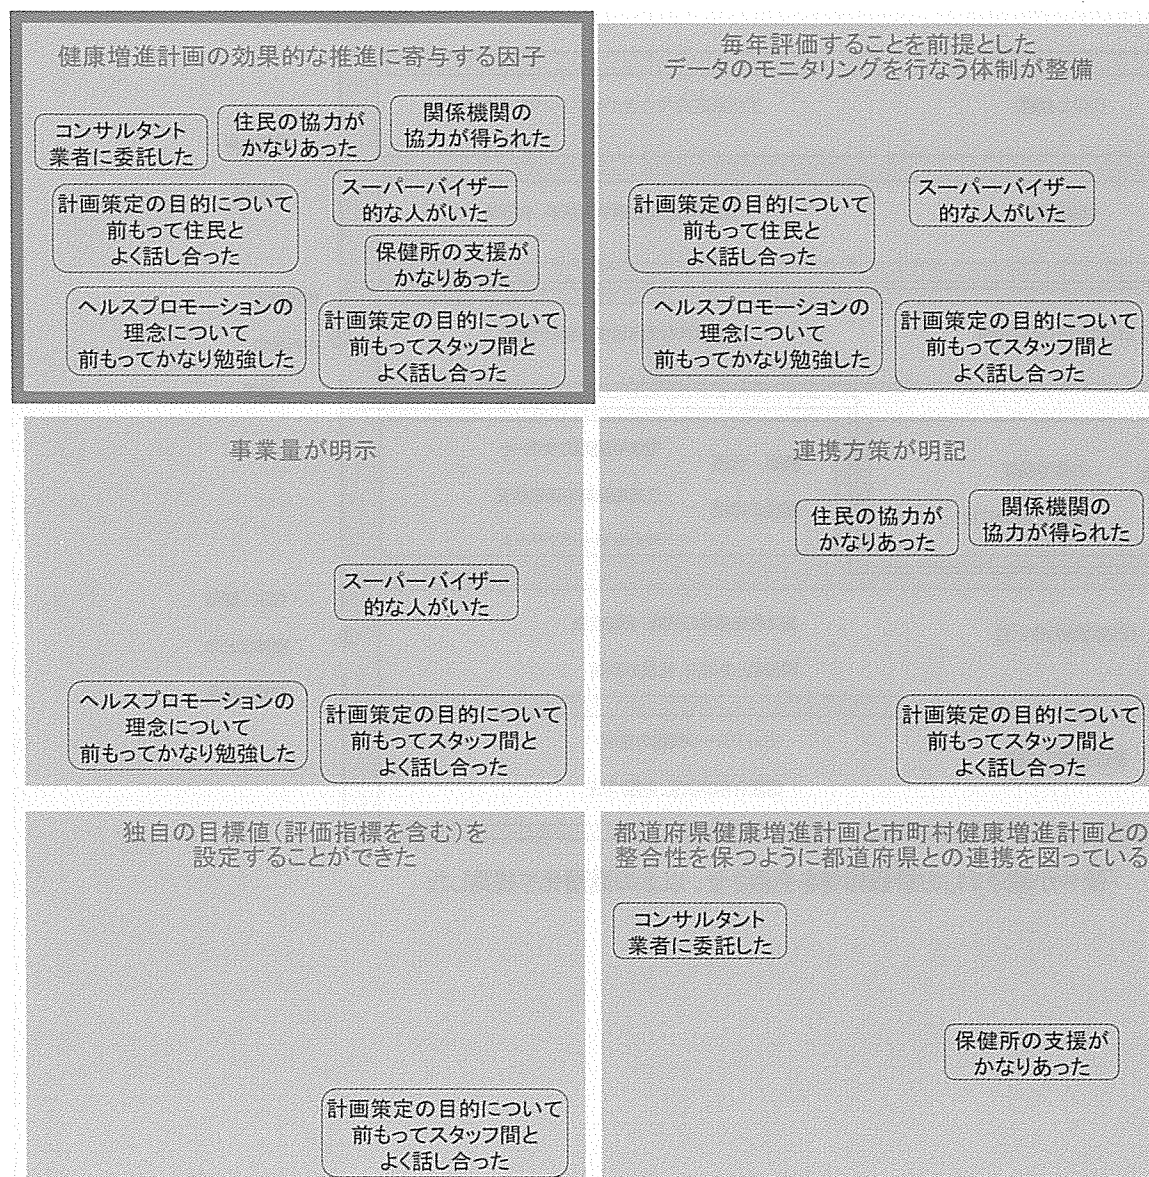 健康増進計画の効果的な推進に寄与する因子
コンサルタント
業者に委託した
住民の協力が
かなりあった
関係機関の
協力が得られた
計画策定の目的について
前もって住民と
よく話し合った
スーパーバイザー
的な人がいた
保健所の支援が
かなりあった
ヘルスプロモーションの
理念について
前もってかなり勉強した
計画策定の目的について
前もってスタッフ間と
よく話し合った
毎年評価することを前提とした
データのモニタリングを行なう体制が整備
計画策定の目的について
前もって住民と
よく話し合った
スーパーバイザー
的な人がいた
ヘルスプロモーションの
理念について
前もってかなり勉強した
計画策定の目的について
前もってスタッフ間と
よく話し合った
事業量が明示
スーパーバイザー
的な人がいた
ヘルスプロモーションの
理念について
前もってかなり勉強した
計画策定の目的について
前もってスタッフ間と
よく話し合った
連携方策が明記
住民の協力が
かなりあった
関係機関の
協力が得られた
計画策定の目的について
前もってスタッフ間と
よく話し合った
独自の目標値(評価指標を含む)を
設定することができた
計画策定の目的について
前もってスタッフ間と
よく話し合った
都道府県健康増進計画と市町村健康増進計画との
整合性を保つように都道府県との連携を図っている
コンサルタント
業者に委託した
保健所の支援が
かなりあった